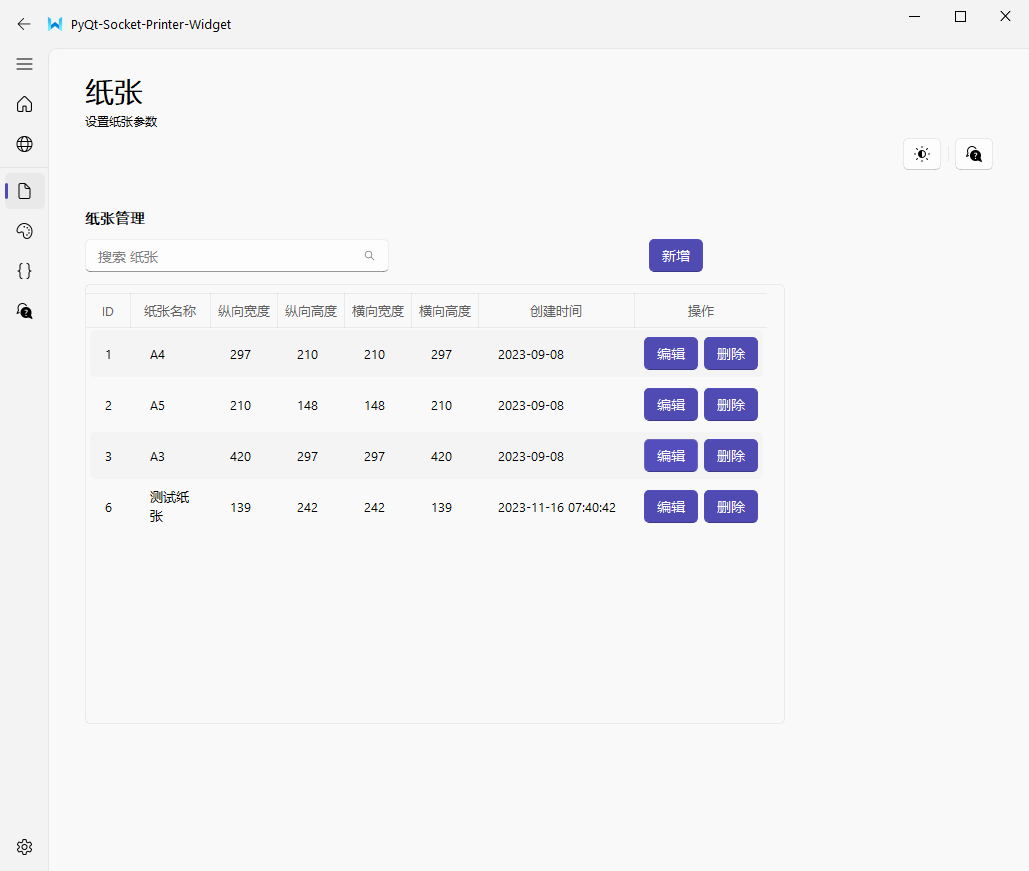 PyQt-Socket-Printer-Widget
纸张
设置纸张参数
纸张管理
搜索 纸张
新增
ID 纸张名称 纵向宽度 纵向高度 横向宽度 横向高度 创建时间 操作
1 A4 297 210 210 297 2023-09-08 编辑 删除
2 A5 210 148 148 210 2023-09-08 编辑 删除
3 A3 420 297 297 420 2023-09-08 编辑 删除
6 测试纸 139 242 242 139 2023-11-16 07:40:42 编辑 删除
张